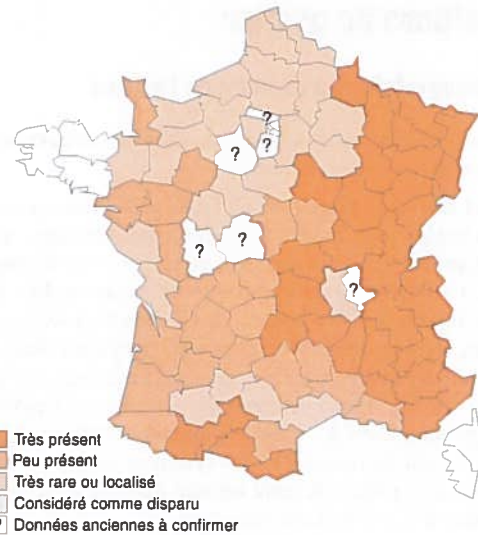 ?
?
?
?
?
?
Très présent
Peu présent
Très rare ou localisé
Considéré comme disparu
? Données anciennes à confirmer